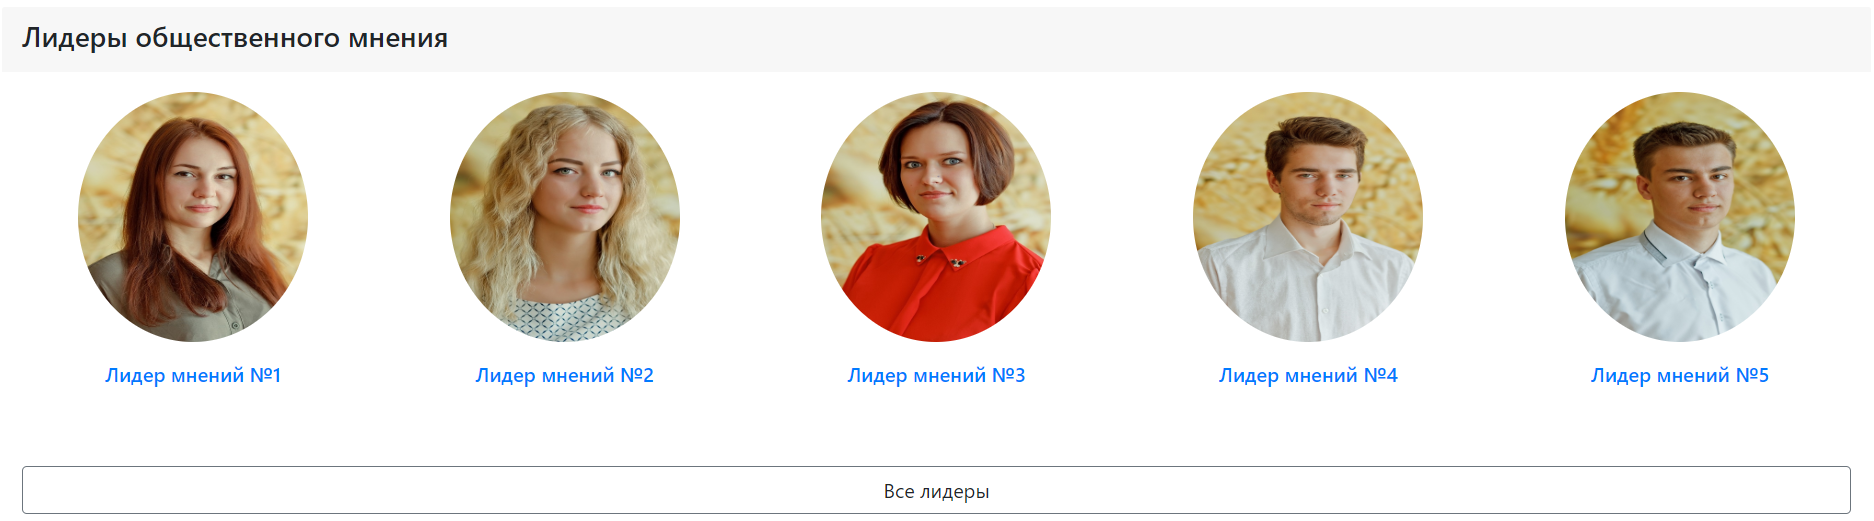 Лидеры общественного мнения
Лидер мнений №1
Лидер мнений №2
Лидер мнений №3
Лидер мнений №4
Лидер мнений №5
Все лидеры